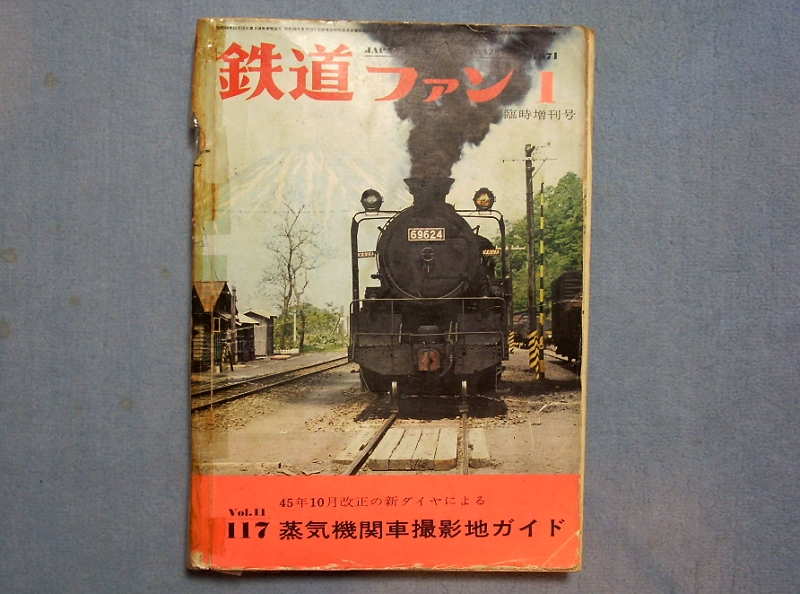 鉄道ファン 1
臨時増刊号
69624
45年10月改正の新ダイヤによる
Vol.11
117 蒸気機関車撮影地ガイド